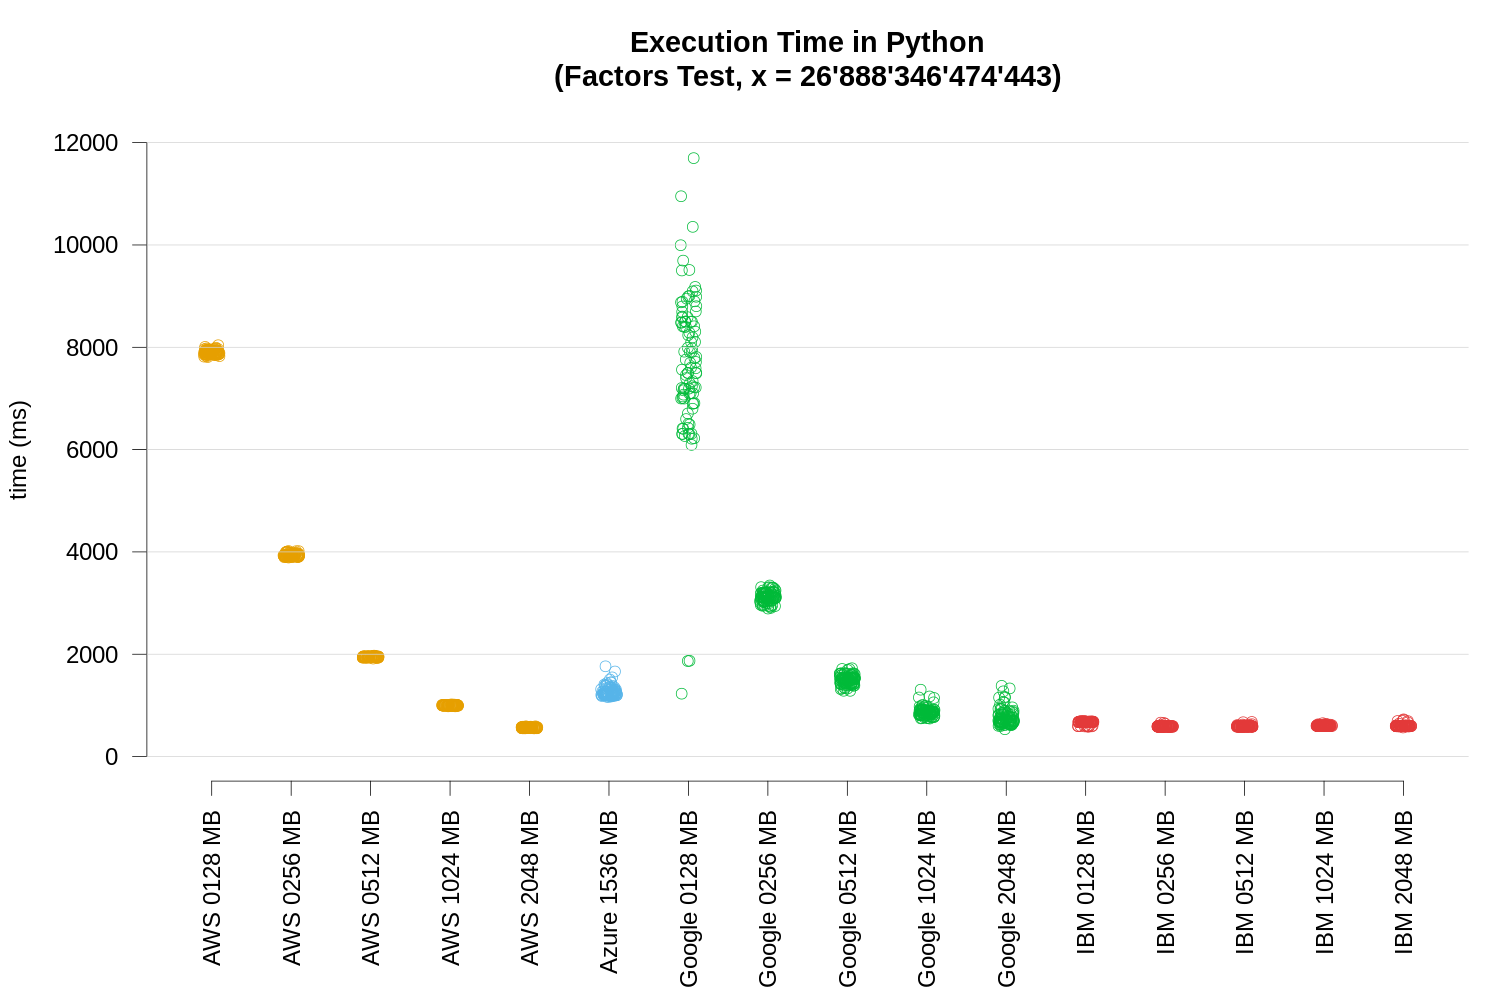 Execution Time in Python
(Factors Test, x = 26'888'346'474'443)
time (ms)
12000
10000
8000
6000
4000
2000
0
AWS 0128 MB
AWS 0256 MB
AWS 0512 MB
AWS 1024 MB
AWS 2048 MB
Azure 1536 MB
Google 0128 MB
Google 0256 MB
Google 0512 MB
Google 1024 MB
Google 2048 MB
IBM 0128 MB
IBM 0256 MB
IBM 0512 MB
IBM 1024 MB
IBM 2048 MB